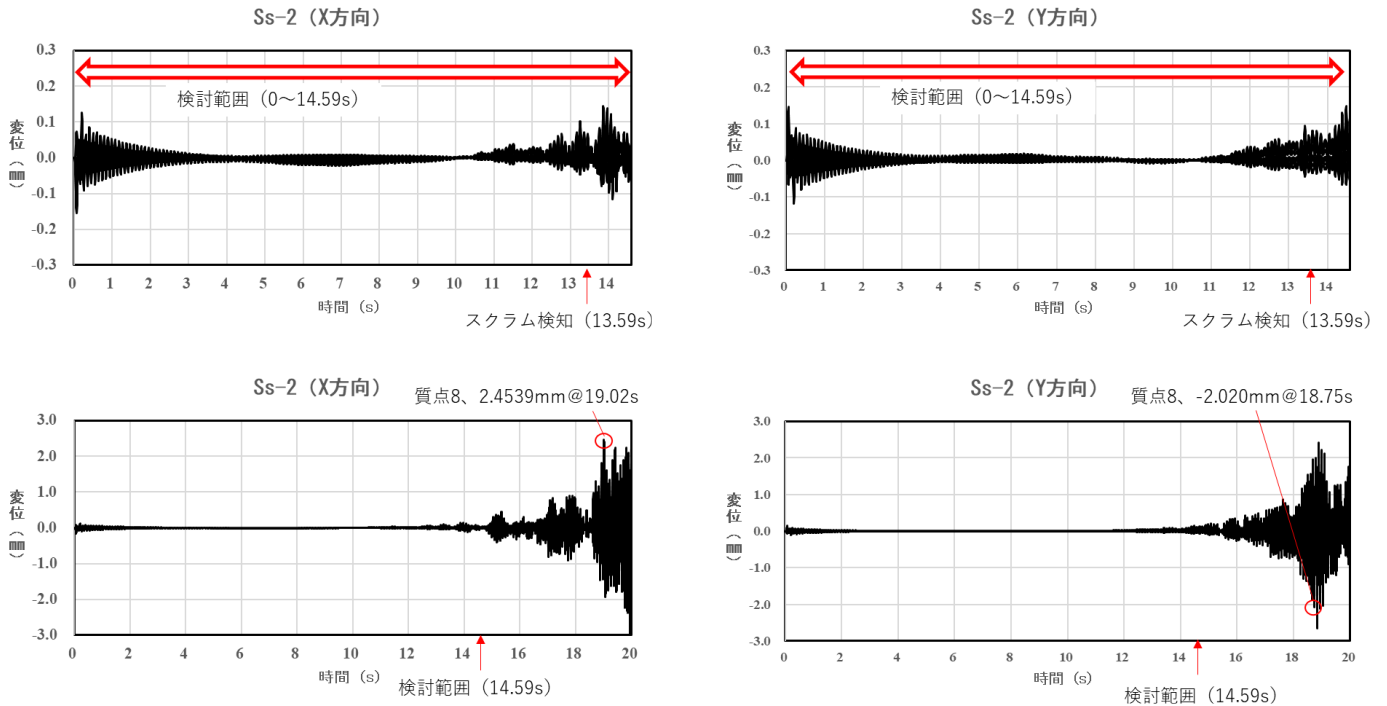 Ss-2（X方向）
0.3
0.2
0.1
0.0
-0.1
-0.2
-0.3
変位（㎜）
検討範囲（0～14.59s）
0 1 2 3 4 5 6 7 8 9 10 11 12 13 14
時間（s）
スクラム検知（13.59s）
Ss-2（Y方向）
0.3
0.2
0.1
0.0
-0.1
-0.2
-0.3
変位（㎜）
検討範囲（0～14.59s）
0 1 2 3 4 5 6 7 8 9 10 11 12 13 14
時間（s）
スクラム検知（13.59s）
Ss-2（X方向）
質点8、2.4539mm@19.02s
3.0
2.0
1.0
0.0
-1.0
-2.0
-3.0
変位（㎜）
0 2 4 6 8 10 12 14 16 18 20
時間（s）
検討範囲（14.59s）
Ss-2（Y方向）
質点8、-2.020mm@18.75s
3.0
2.0
1.0
0.0
-1.0
-2.0
-3.0
変位（㎜）
0 2 4 6 8 10 12 14 16 18 20
時間（s）
検討範囲（14.59s）